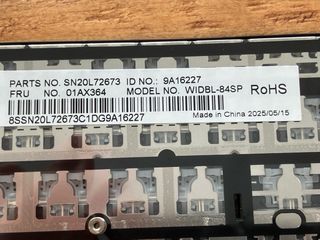 PARTS NO. SN20L72673 ID NO.: 9A16227
FRU NO. 01AX364 MODEL NO. WIDBL-84SP RoHS
8SSN20L72673C1DG9A16227 Made in China 2025/05/15